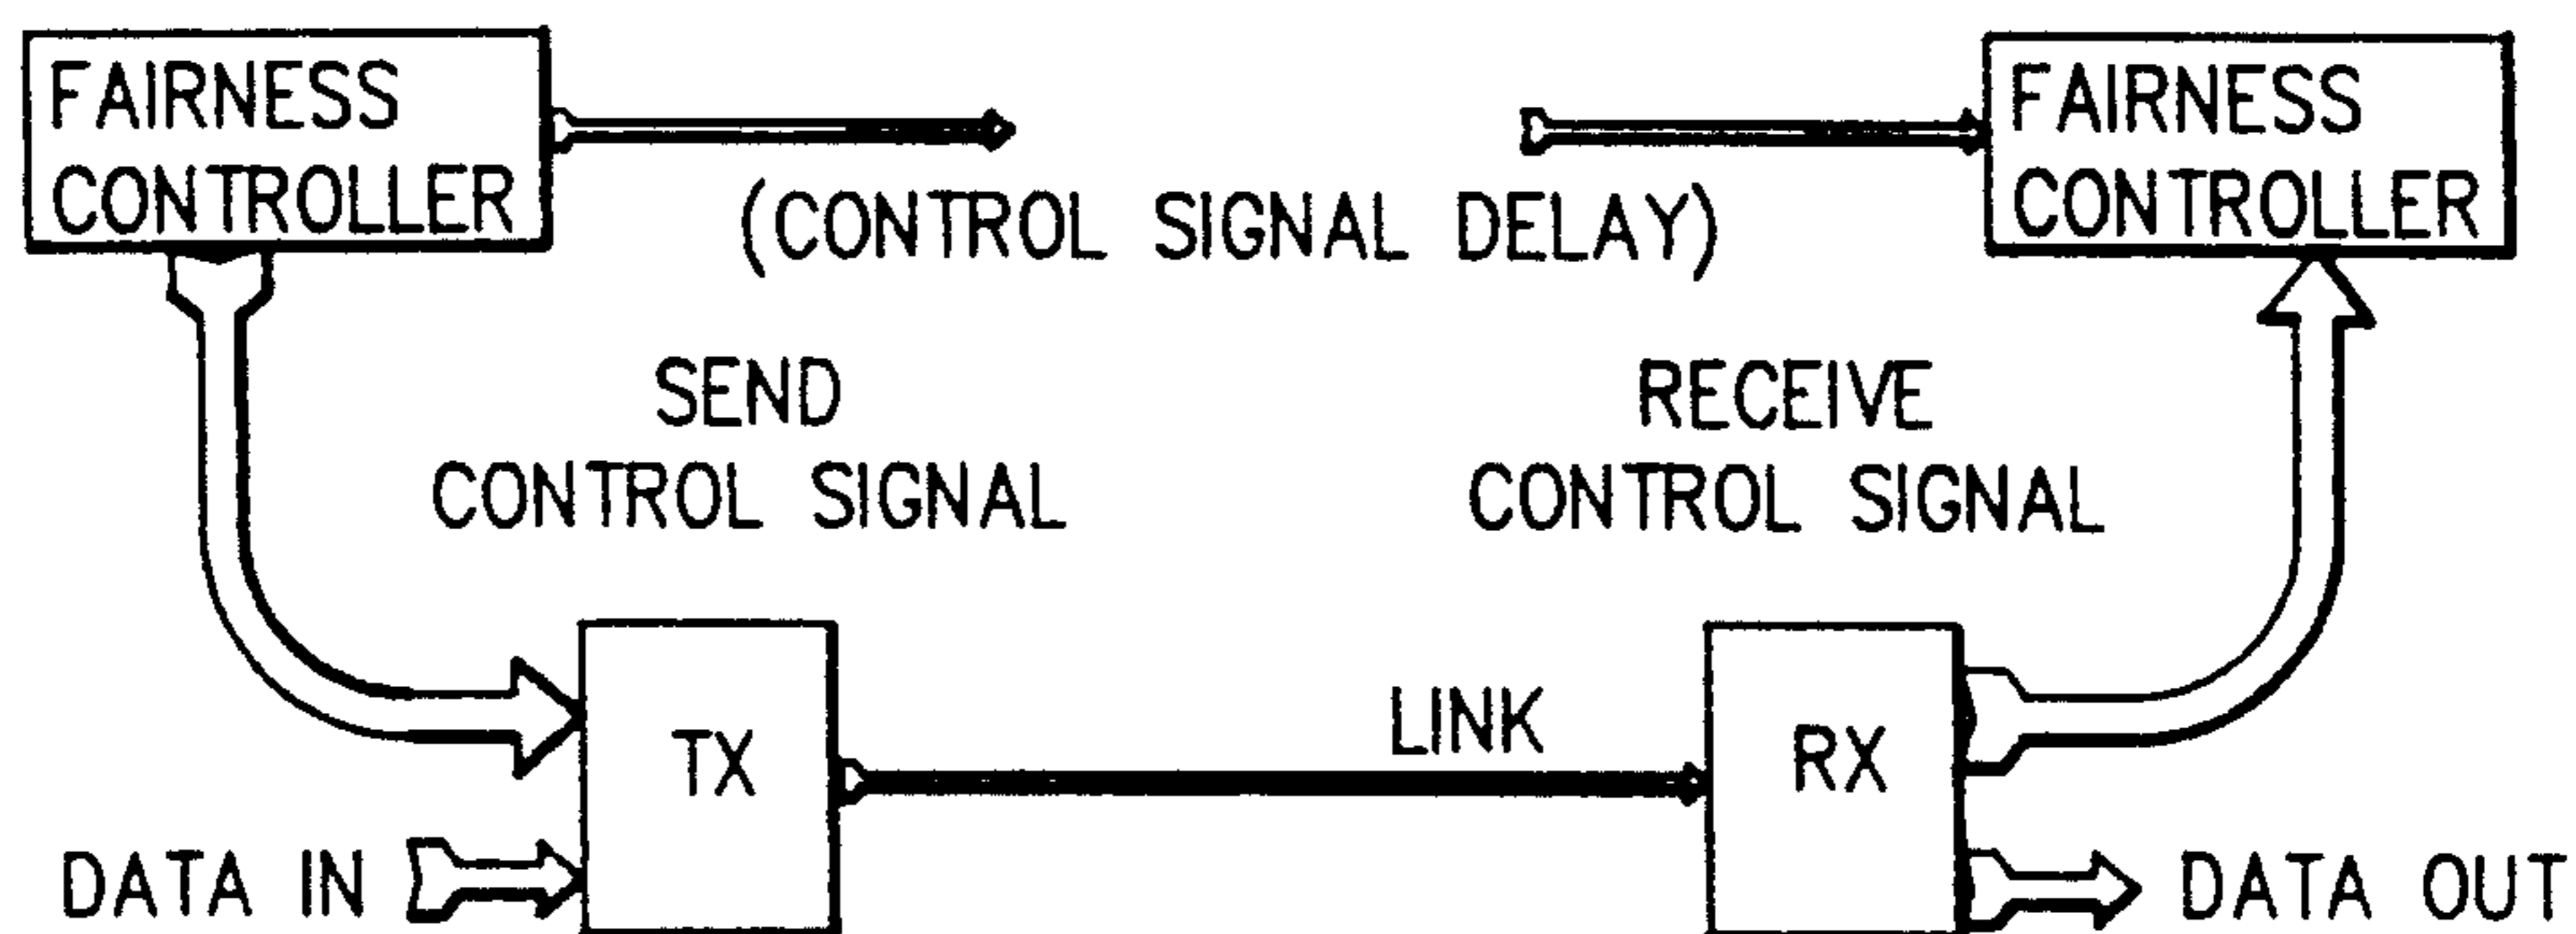 FAIRNESS
CONTROLLER
(CONTROL SIGNAL DELAY)
FAIRNESS
CONTROLLER
SEND
CONTROL SIGNAL
RECEIVE
CONTROL SIGNAL
TX
LINK
RX
DATA IN
DATA OUT